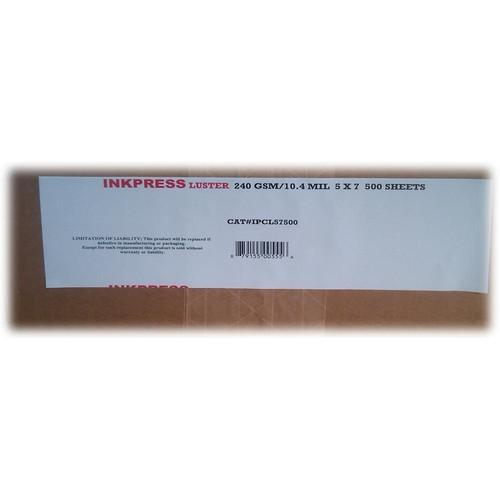 INKPRESS LUSTER 240 GSM/10.4 MIL 5 X 7 500 SHEETS
CAT#IPCL57500
LIMITATION OF LIABILITY: This product will be replaced if
defective in manufacturing or packaging.
Except for such replacement this product is sold without
warranty or liability.
INKPRESS LUSTER